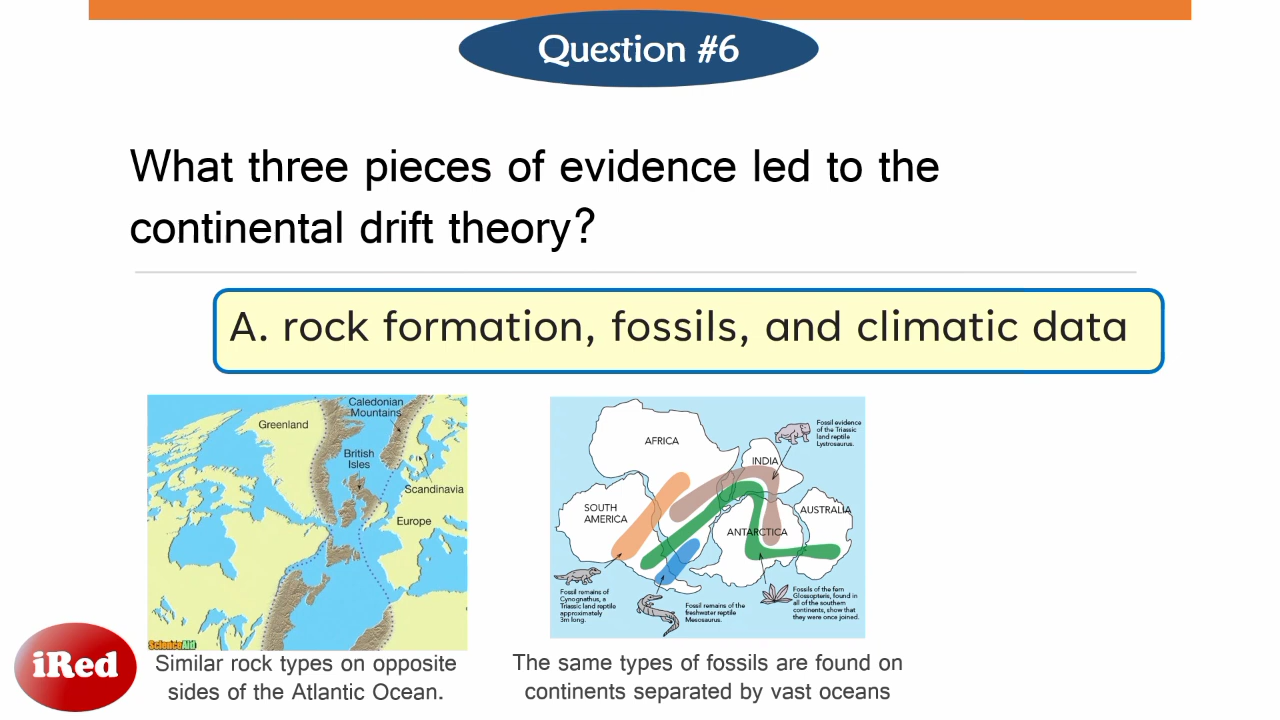 Question #6
What three pieces of evidence led to the
continental drift theory?
A. rock formation, fossils, and climatic data
Caledonian
Mountains
Greenland
British
Isles
Scandinavia
Europe
ScienceAid
AFRICA
INDIA
SOUTH
AMERICA
ANTARCTICA
AUSTRALIA
Fossil evidence
of the Triassic
land reptile
Lystrosaurus.
Fossil remains of
Cynognathus, a
Triassic land reptile
approximately
3m long.
Fossil remains of the
freshwater reptile
Mesosaurus.
Fossils of the fern
Glossopteris, found in
all of the southern
continents, show that
they were once joined.
iRed
Similar rock types on opposite
sides of the Atlantic Ocean.
The same types of fossils are found on
continents separated by vast oceans